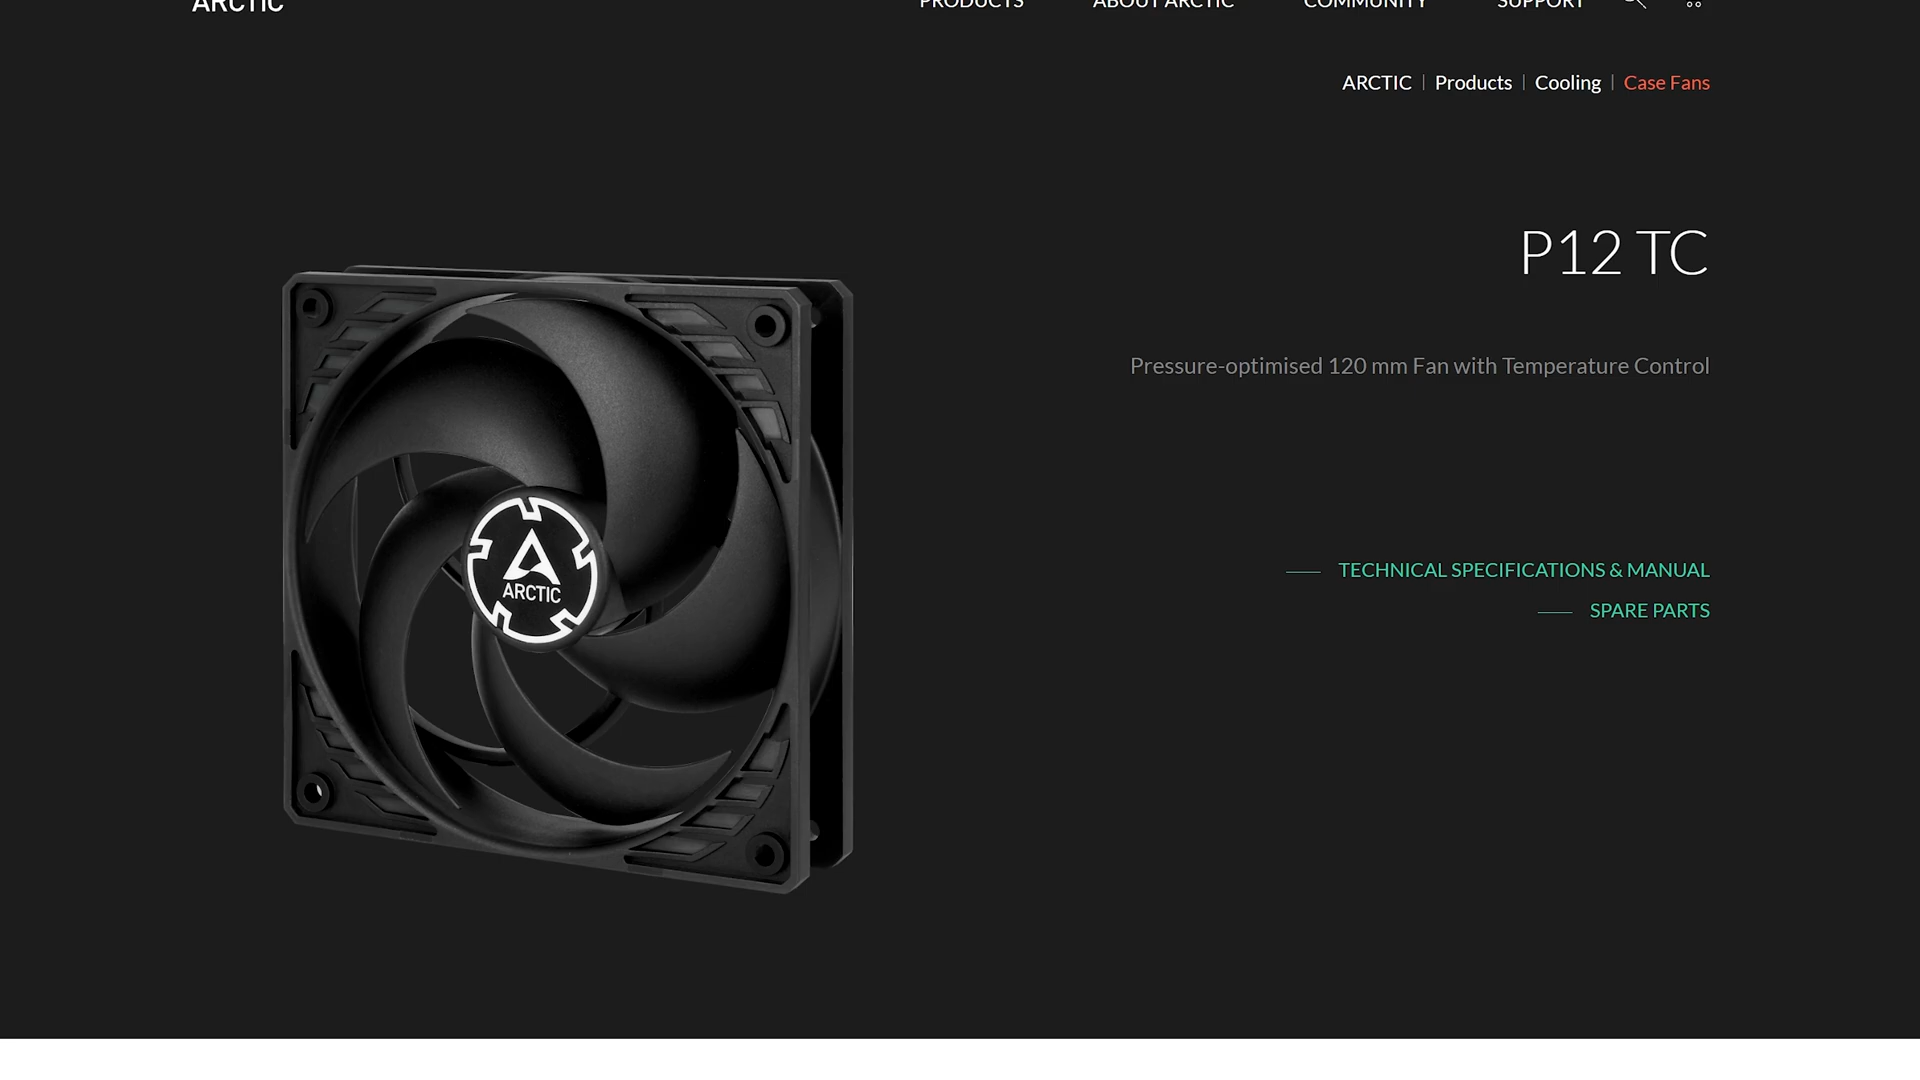 ARCTIC
PRODUCTS ABOUT ARCTIC COMMUNITY SUPPORT
ARCTIC | Products | Cooling | Case Fans
P12 TC
Pressure-optimised 120 mm Fan with Temperature Control
ARCTIC
TECHNICAL SPECIFICATIONS & MANUAL
SPARE PARTS